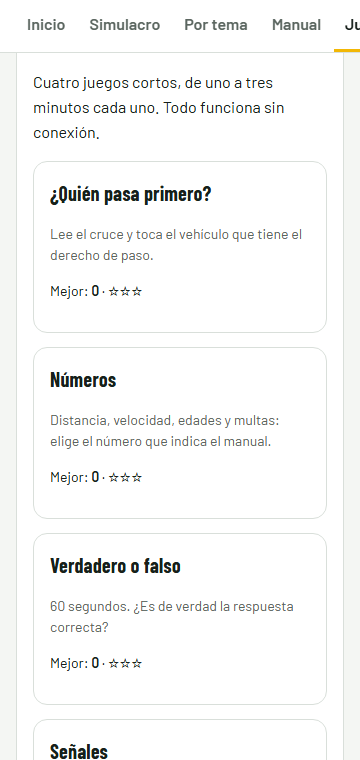 Inicio Simulacro Por tema Manual Ju
Cuatro juegos cortos, de uno a tres
minutos cada uno. Todo funciona sin
conexión.
¿Quién pasa primero?
Lee el cruce y toca el vehículo que tiene el
derecho de paso.
Mejor: 0 · ☆☆☆
Números
Distancia, velocidad, edades y multas:
elige el número que indica el manual.
Mejor: 0 · ☆☆☆
Verdadero o falso
60 segundos. ¿Es de verdad la respuesta
correcta?
Mejor: 0 · ☆☆☆
Señales